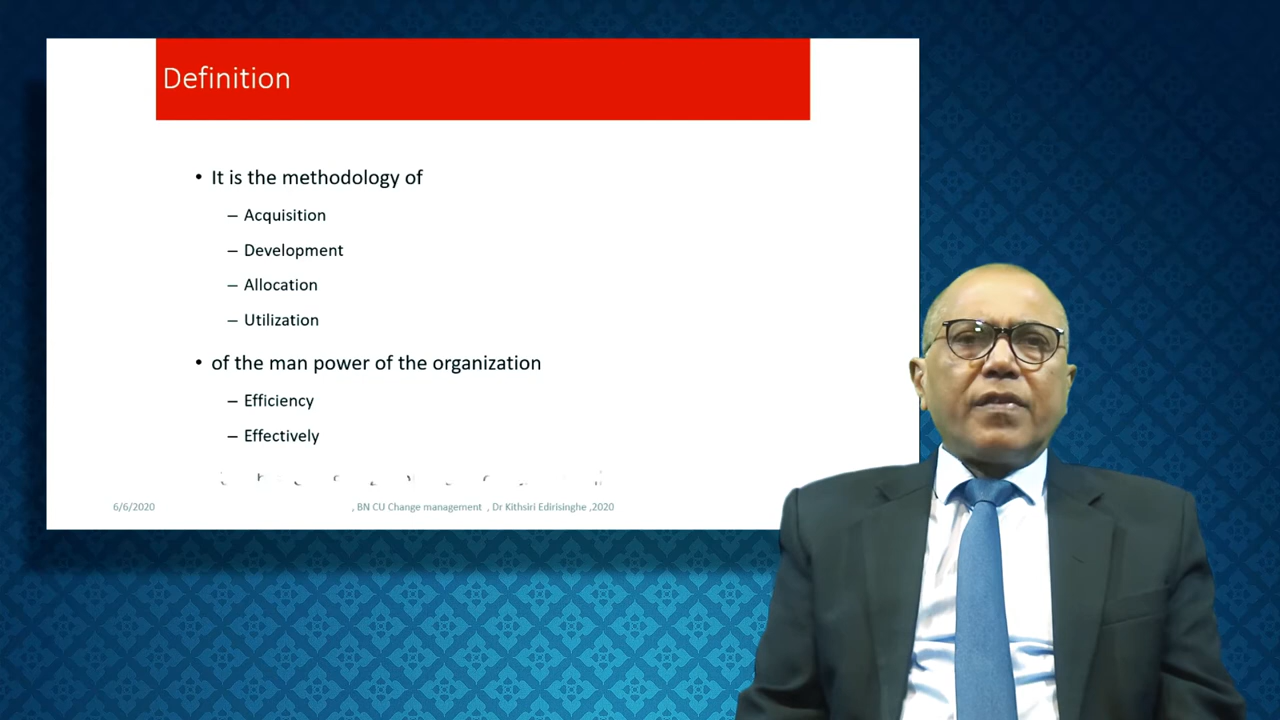 Definition
• It is the methodology of
– Acquisition
– Development
– Allocation
– Utilization
• of the man power of the organization
– Efficiency
– Effectively
6/6/2020
, BN CU Change management , Dr Kithsiri Edirisinghe ,2020